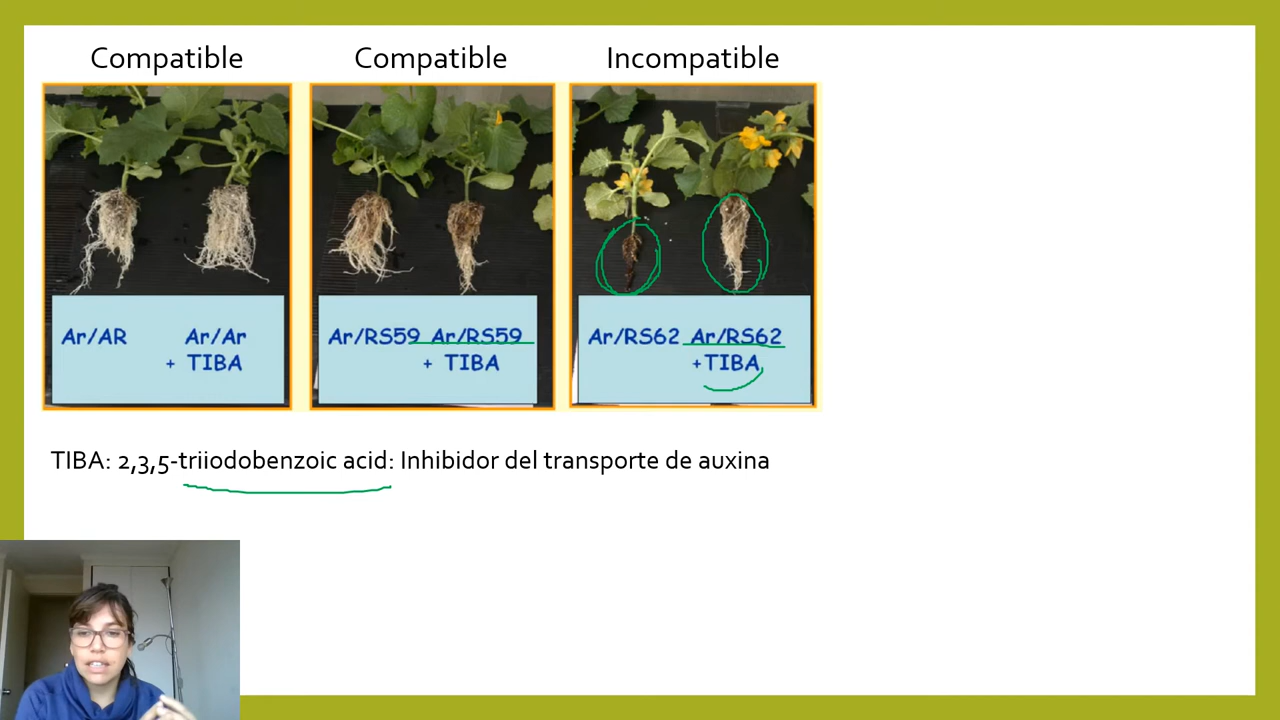 Compatible
Compatible
Incompatible
Ar/AR Ar/Ar
+ TIBA
Ar/RS59 Ar/RS59
+ TIBA
Ar/RS62 Ar/RS62
+TIBA
TIBA: 2,3,5-triiodobenzoic acid: Inhibidor del transporte de auxina